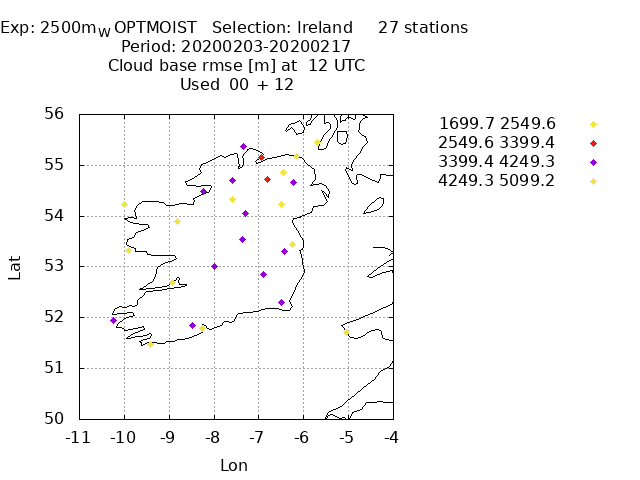 Exp: 2500mW OPTMOIST Selection: Ireland 27 stations
Period: 20200203-20200217
Cloud base rmse [m] at 12 UTC
Used 00 + 12
1699.7 2549.6
2549.6 3399.4
3399.4 4249.3
4249.3 5099.2
56
55
54
53
52
51
50
Lat
-11 -10 -9 -8 -7 -6 -5 -4
Lon